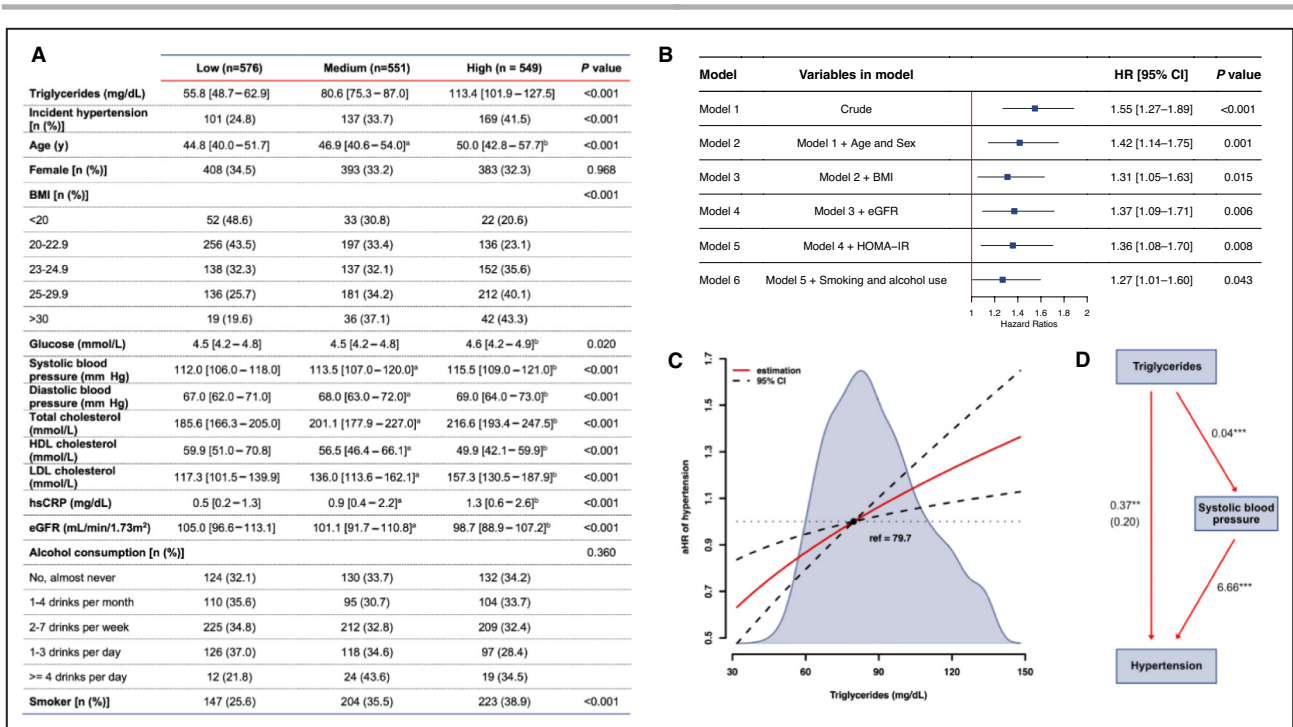 A
Low (n=576) Medium (n=551) High (n = 549) P value
Triglycerides (mg/dL) 55.8 [48.7–62.9] 80.6 [75.3–87.0] 113.4 [101.9–127.5] <0.001
Incident hypertension
[n (%)] 101 (24.8) 137 (33.7) 169 (41.5) <0.001
Age (y) 44.8 [40.0–51.7] 46.9 [40.6–54.0]a 50.0 [42.8–57.7]b <0.001
Female [n (%)] 408 (34.5) 393 (33.2) 383 (32.3) 0.968
BMI [n (%)] <0.001
<20 52 (48.6) 33 (30.8) 22 (20.6)
20-22.9 256 (43.5) 197 (33.4) 136 (23.1)
23-24.9 138 (32.3) 137 (32.1) 152 (35.6)
25-29.9 136 (25.7) 181 (34.2) 212 (40.1)
>30 19 (19.6) 36 (37.1) 42 (43.3)
Glucose (mmol/L) 4.5 [4.2–4.8] 4.5 [4.2–4.8] 4.6 [4.2–4.9]b 0.020
Systolic blood
pressure (mm Hg) 112.0 [106.0–118.0] 113.5 [107.0–120.0]a 115.5 [109.0–121.0]b <0.001
Diastolic blood
pressure (mm Hg) 67.0 [62.0–71.0] 68.0 [63.0–72.0]a 69.0 [64.0–73.0]b <0.001
Total cholesterol
(mmol/L) 185.6 [166.3–205.0] 201.1 [177.9–227.0]a 216.6 [193.4–247.5]b <0.001
HDL cholesterol
(mmol/L) 59.9 [51.0–70.8] 56.5 [46.4–66.1]a 49.9 [42.1–59.9]b <0.001
LDL cholesterol
(mmol/L) 117.3 [101.5–139.9] 136.0 [113.6–162.1]a 157.3 [130.5–187.9]b <0.001
hsCRP (mg/dL) 0.5 [0.2–1.3] 0.9 [0.4–2.2]a 1.3 [0.6–2.6]b <0.001
eGFR (mL/min/1.73m²) 105.0 [96.6–113.1] 101.1 [91.7–110.8]a 98.7 [88.9–107.2]b <0.001
Alcohol consumption [n (%)] 0.360
No, almost never 124 (32.1) 130 (33.7) 132 (34.2)
1-4 drinks per month 110 (35.6) 95 (30.7) 104 (33.7)
2-7 drinks per week 225 (34.8) 212 (32.8) 209 (32.4)
1-3 drinks per day 126 (37.0) 118 (34.6) 97 (28.4)
>= 4 drinks per day 12 (21.8) 24 (43.6) 19 (34.5)
Smoker [n (%)] 147 (25.6) 204 (35.5) 223 (38.9) <0.001
B
Model Variables in model HR [95% CI] P value
Model 1 Crude 1.55 [1.27–1.89] <0.001
Model 2 Model 1 + Age and Sex 1.42 [1.14–1.75] 0.001
Model 3 Model 2 + BMI 1.31 [1.05–1.63] 0.015
Model 4 Model 3 + eGFR 1.37 [1.09–1.71] 0.006
Model 5 Model 4 + HOMA–IR 1.36 [1.08–1.70] 0.008
Model 6 Model 5 + Smoking and alcohol use 1.27 [1.01–1.60] 0.043
1 1.2 1.4 1.6 1.8 2
Hazard Ratios
C
estimation
95% CI
aHR of hypertension
1.7
1.5
1.3
1.1
0.9
0.7
0.5
ref = 79.7
30 60 90 120 150
Triglycerides (mg/dL)
D
Triglycerides
0.04***
0.37**
(0.20)
Systolic blood
pressure
6.66***
Hypertension